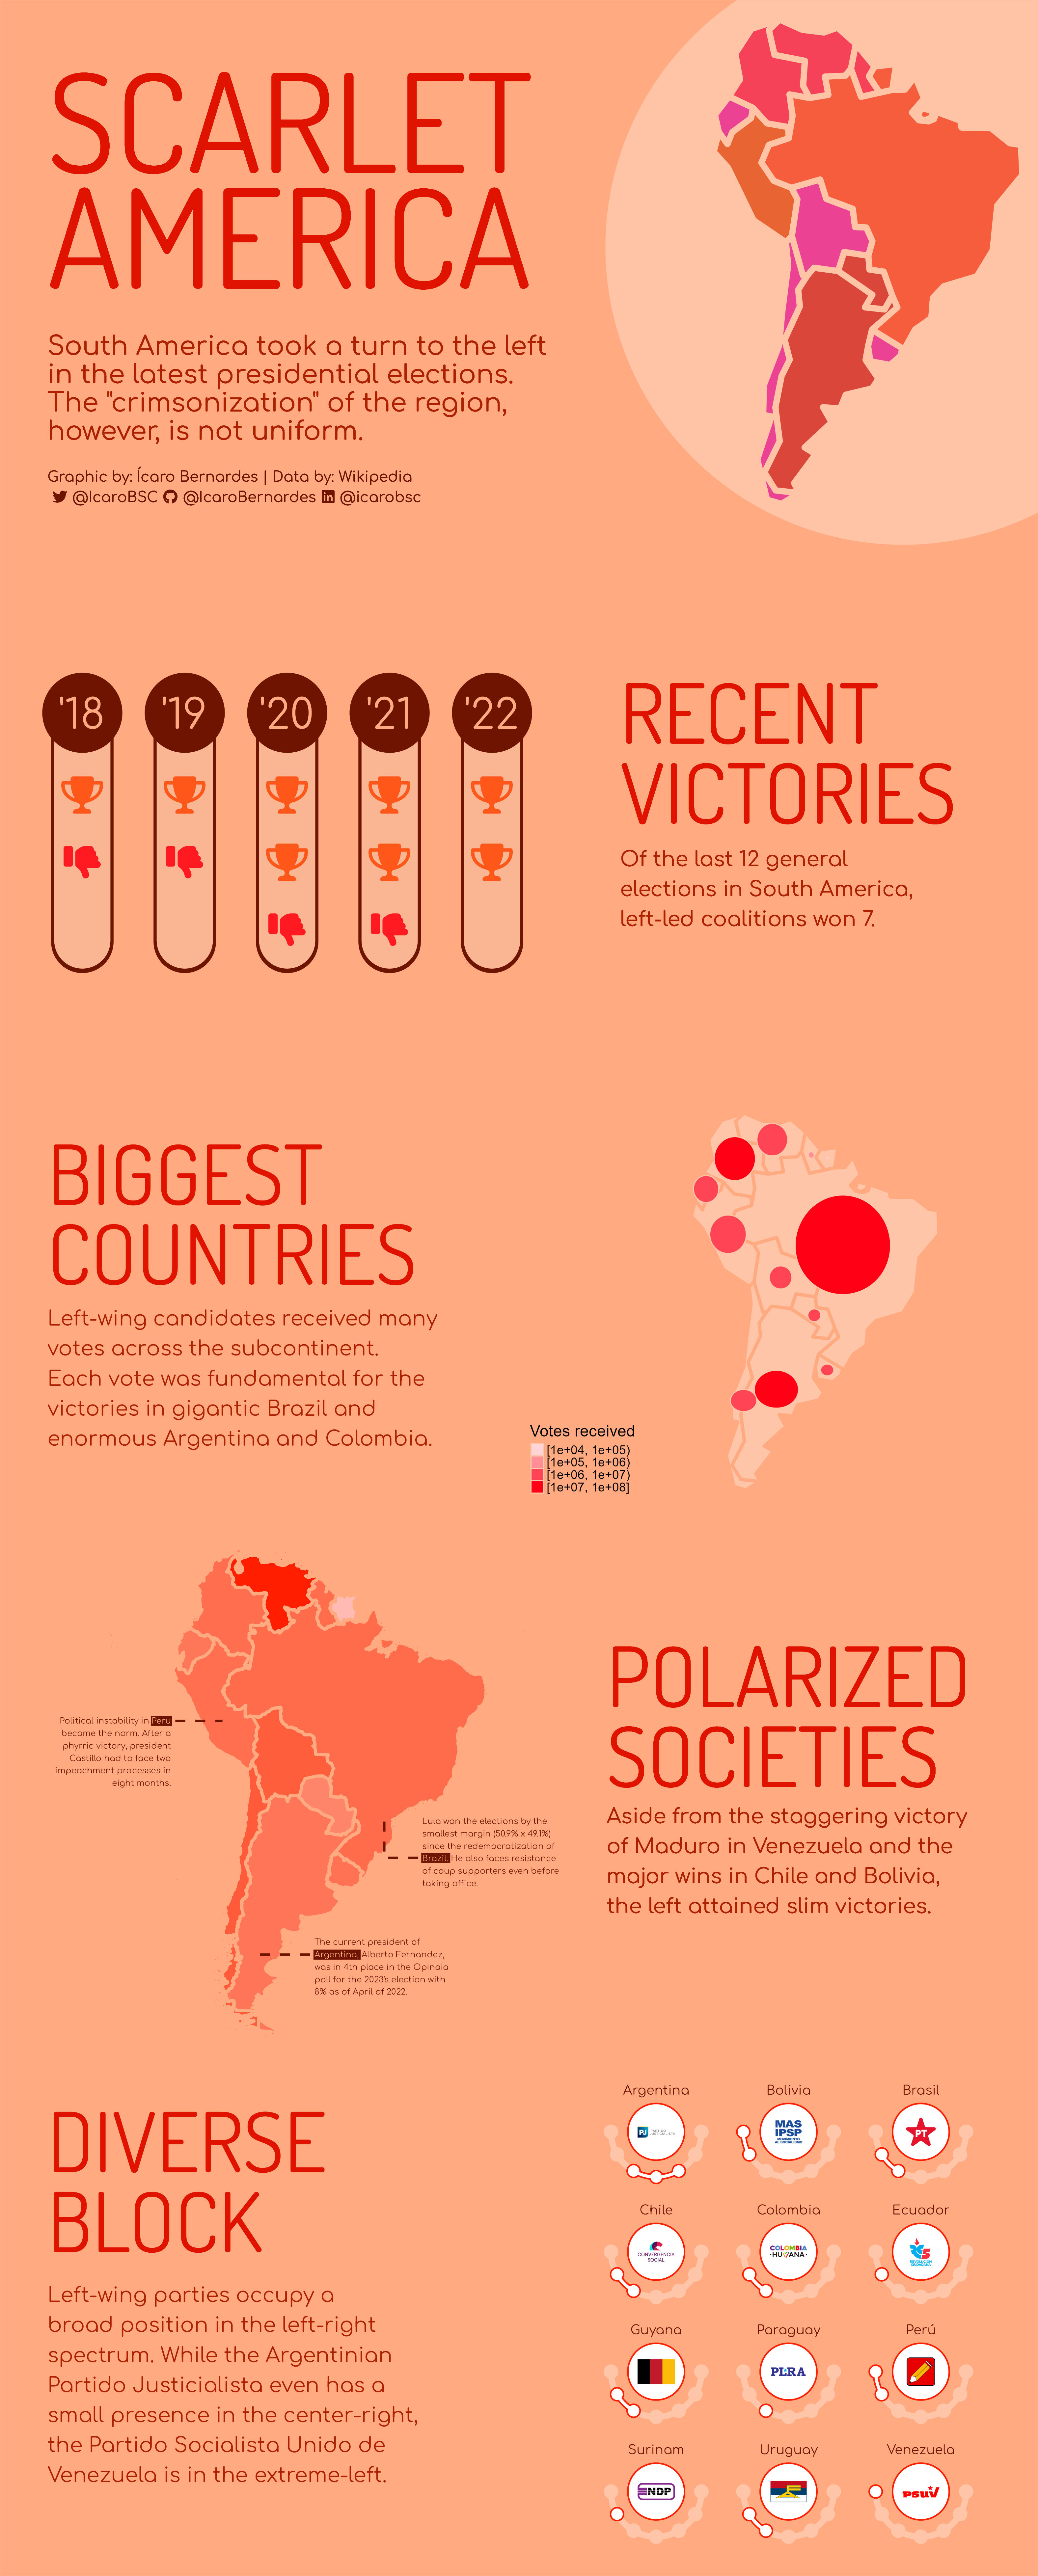 SCARLET
AMERICA
South America took a turn to the left
in the latest presidential elections.
The "crimsonization" of the region,
however, is not uniform.
Graphic by: Ícaro Bernardes | Data by: Wikipedia
@IcaroBSC @IcaroBernardes @icarobsc
'18 '19 '20 '21 '22
RECENT
VICTORIES
Of the last 12 general
elections in South America,
left-led coalitions won 7.
BIGGEST
COUNTRIES
Left-wing candidates received many
votes across the subcontinent.
Each vote was fundamental for the
victories in gigantic Brazil and
enormous Argentina and Colombia.
Votes received
[1e+04, 1e+05)
[1e+05, 1e+06)
[1e+06, 1e+07)
[1e+07, 1e+08]
Political instability in Peru
became the norm. After a
phyrric victory, president
Castillo had to face two
impeachment processes in
eight months.
Lula won the elections by the
smallest margin (50.9% x 49.1%)
since the redemocratization of
Brazil. He also faces resistance
of coup supporters even before
taking office.
The current president of
Argentina, Alberto Fernandez,
was in 4th place in the Opinaia
poll for the 2023's election with
8% as of April of 2022.
POLARIZED
SOCIETIES
Aside from the staggering victory
of Maduro in Venezuela and the
major wins in Chile and Bolivia,
the left attained slim victories.
DIVERSE
BLOCK
Left-wing parties occupy a
broad position in the left-right
spectrum. While the Argentinian
Partido Justicialista even has a
small presence in the center-right,
the Partido Socialista Unido de
Venezuela is in the extreme-left.
Argentina Bolivia Brasil
PJ
MAS
IPSP
PT
Chile Colombia Ecuador
CONVERGENCIA
SOCIAL
COLOMBIA
HUMANA
Guyana Paraguay Perú
PLRA
Surinam Uruguay Venezuela
NDP
PSUV